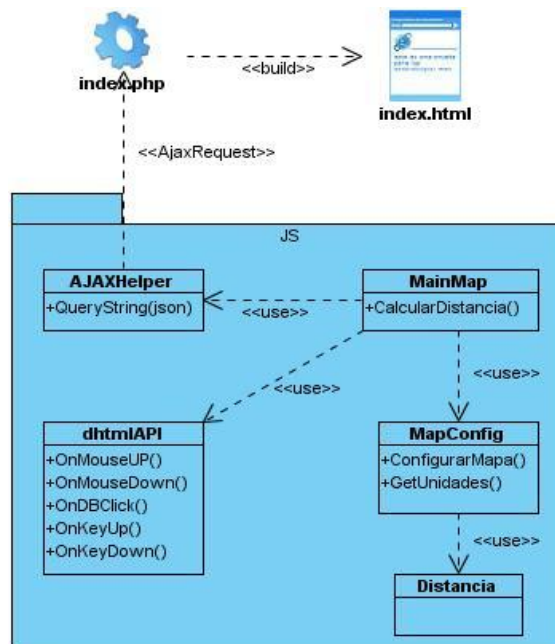 index.php
<<build>>
index.html
<<AjaxRequest>>
JS
AJAXHelper
+QueryString(json)
<<use>>
MainMap
+CalcularDistancia()
<<use>>
<<use>>
dhtmlAPI
+OnMouseUP()
+OnMouseDown()
+OnDBClick()
+OnKeyUp()
+OnKeyDown()
MapConfig
+ConfigurarMapa()
+GetUnidades()
<<use>>
Distancia